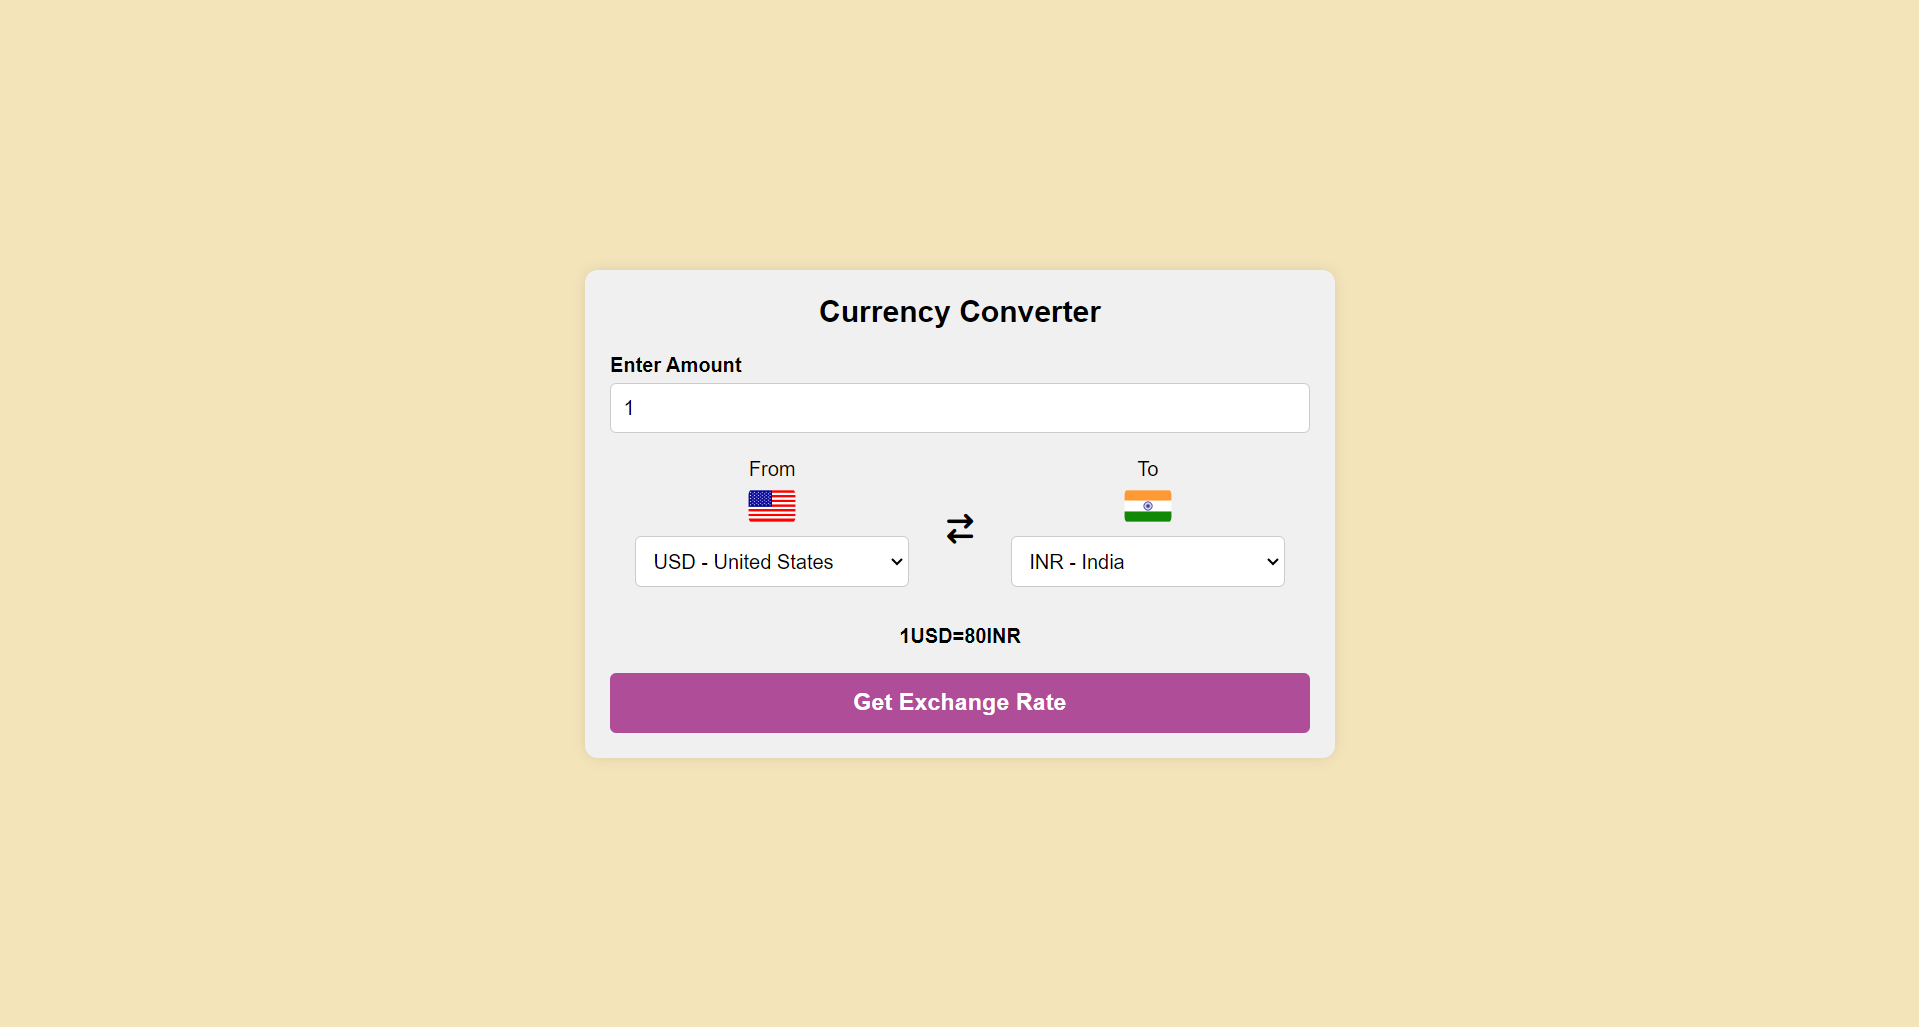 Currency Converter
Enter Amount
1
From
To
USD - United States
INR - India
1USD=80INR
Get Exchange Rate